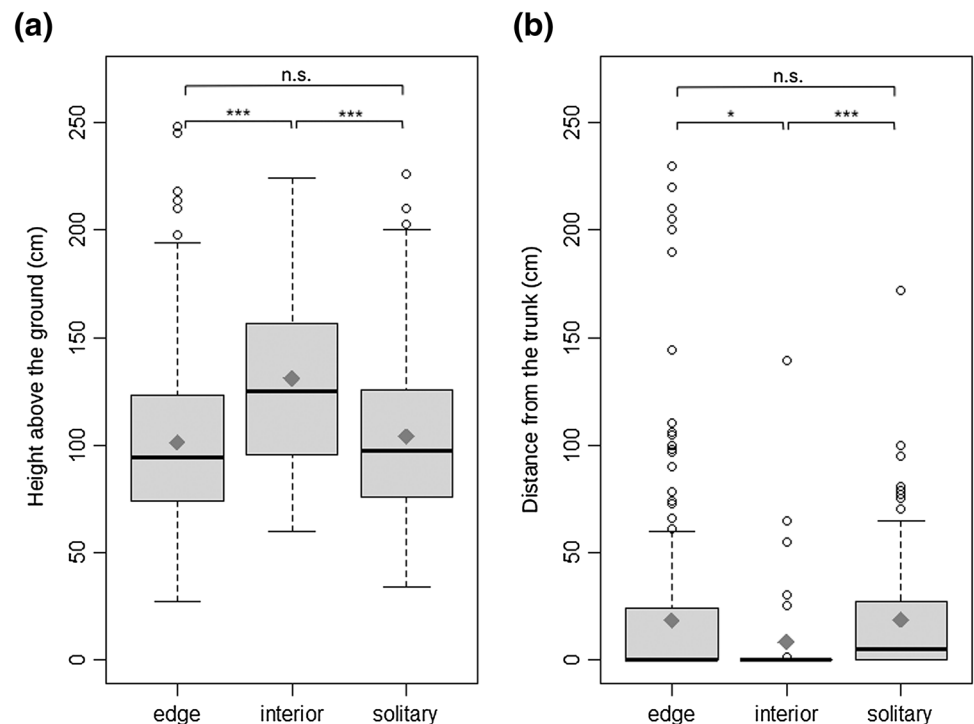 (a)
n.s.
*** ***
Height above the ground (cm)
250
200
150
100
50
0
edge interior solitary
(b)
n.s.
* ***
Distance from the trunk (cm)
250
200
150
100
50
0
edge interior solitary